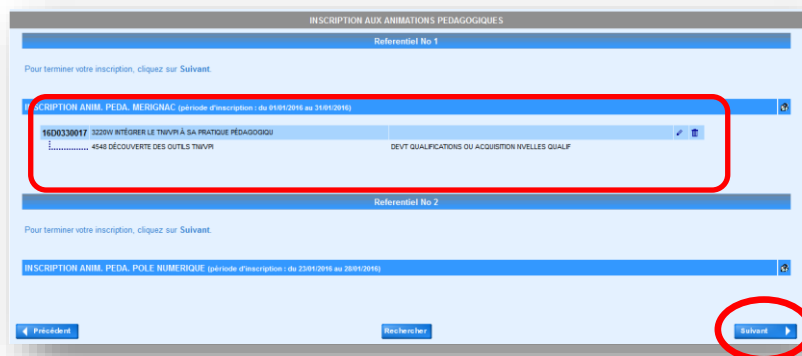 INSCRIPTION AUX ANIMATIONS PEDAGOGIQUES
Referentiel No 1
Pour terminer votre inscription, cliquez sur Suivant.
INSCRIPTION ANIM. PEDA. MERIGNAC (période d'inscription : du 01/01/2016 au 31/01/2016)
16D0330017 3220W INTÉGRER LE TNI/VPI À SA PRATIQUE PÉDAGOGIQU
4548 DÉCOUVERTE DES OUTILS TNI/VPI DEVT QUALIFICATIONS OU ACQUISITION NVELLES QUALIF
Referentiel No 2
Pour terminer votre inscription, cliquez sur Suivant.
INSCRIPTION ANIM. PEDA. POLE NUMERIQUE (période d'inscription : du 23/01/2016 au 28/01/2016)
Précédent Rechercher Suivant